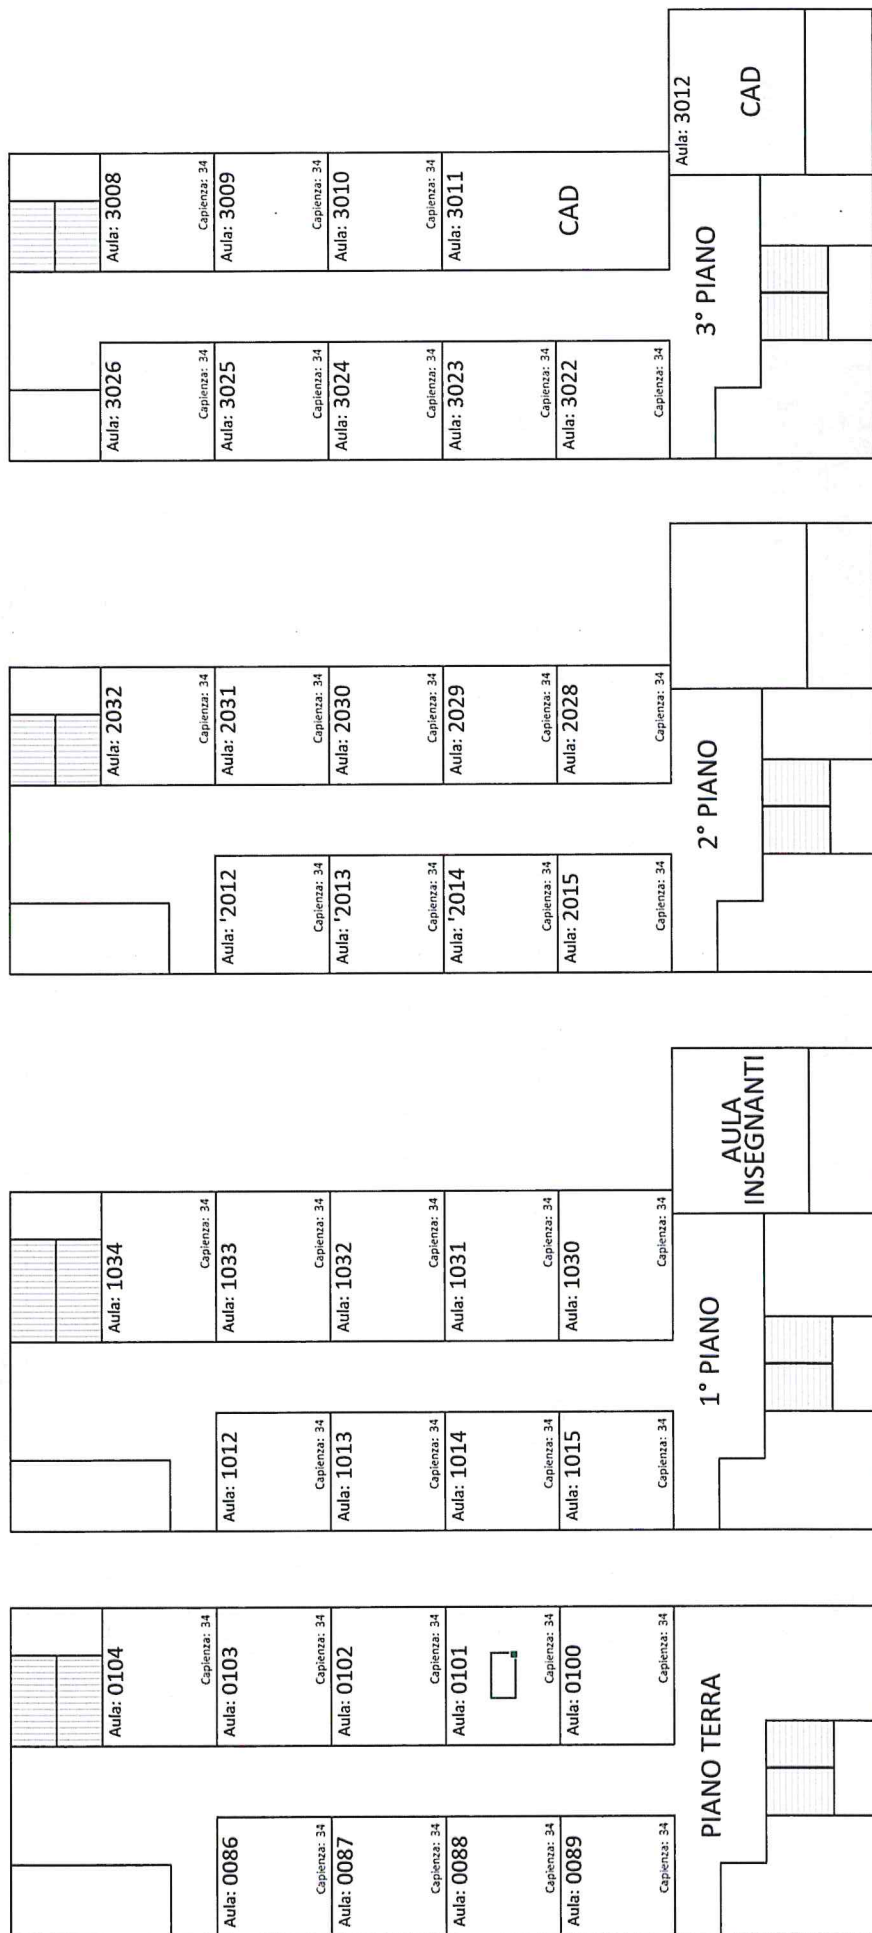 Aula: 3026
Capienza: 34
Aula: 3025
Capienza: 34
Aula: 3024
Capienza: 34
Aula: 3023
Capienza: 34
Aula: 3022
Capienza: 34
Aula: 3008
Capienza: 34
Aula: 3009
Capienza: 34
Aula: 3010
Capienza: 34
Aula: 3011
CAD
Aula: 3012
CAD
3° PIANO
Aula: '2012
Capienza: 34
Aula: '2013
Capienza: 34
Aula: '2014
Capienza: 34
Aula: 2015
Capienza: 34
Aula: 2032
Capienza: 34
Aula: 2031
Capienza: 34
Aula: 2030
Capienza: 34
Aula: 2029
Capienza: 34
Aula: 2028
Capienza: 34
2° PIANO
Aula: 1012
Capienza: 34
Aula: 1013
Capienza: 34
Aula: 1014
Capienza: 34
Aula: 1015
Capienza: 34
Aula: 1034
Capienza: 34
Aula: 1033
Capienza: 34
Aula: 1032
Capienza: 34
Aula: 1031
Capienza: 34
Aula: 1030
Capienza: 34
AULA
INSEGNANTI
1° PIANO
Aula: 0086
Capienza: 34
Aula: 0087
Capienza: 34
Aula: 0088
Capienza: 34
Aula: 0089
Capienza: 34
Aula: 0104
Capienza: 34
Aula: 0103
Capienza: 34
Aula: 0102
Capienza: 34
Aula: 0101
Capienza: 34
Aula: 0100
Capienza: 34
PIANO TERRA